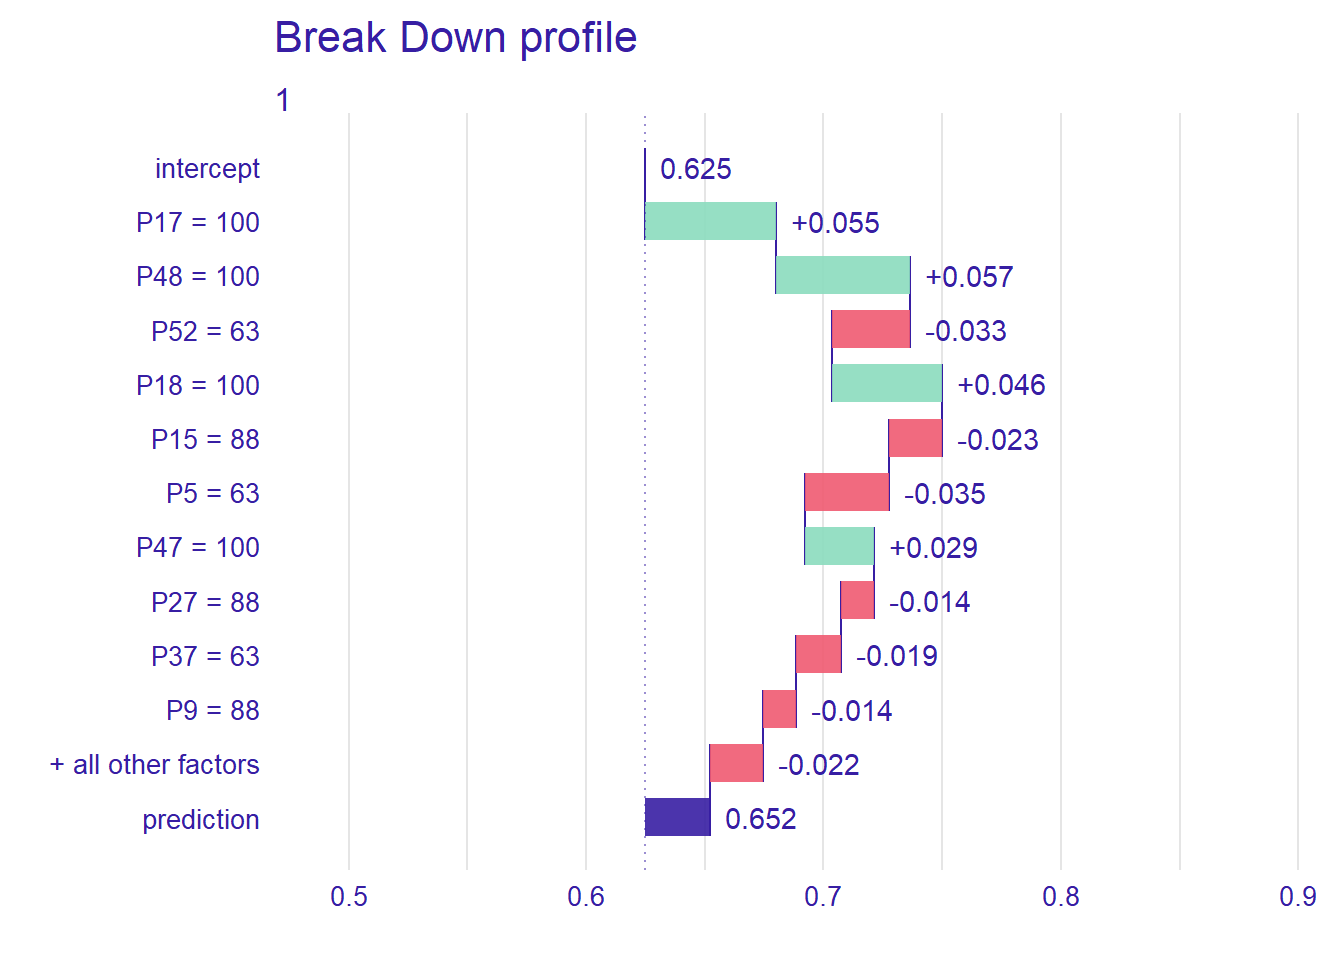 Break Down profile
1
intercept 0.625
P17 = 100 +0.055
P48 = 100 +0.057
P52 = 63 -0.033
P18 = 100 +0.046
P15 = 88 -0.023
P5 = 63 -0.035
P47 = 100 +0.029
P27 = 88 -0.014
P37 = 63 -0.019
P9 = 88 -0.014
+ all other factors -0.022
prediction 0.652
0.5 0.6 0.7 0.8 0.9